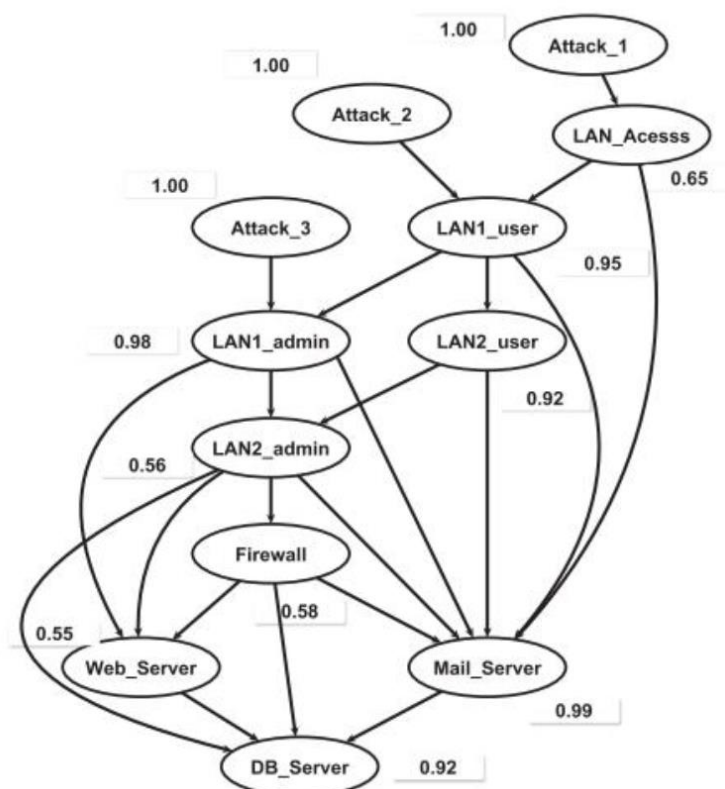 1.00
Attack_1
1.00
Attack_2
LAN_Acesss
1.00
0.65
Attack_3
LAN1_user
0.95
0.98
LAN1_admin
LAN2_user
0.92
LAN2_admin
0.56
Firewall
0.58
0.55
Web_Server
Mail_Server
0.99
DB_Server
0.92